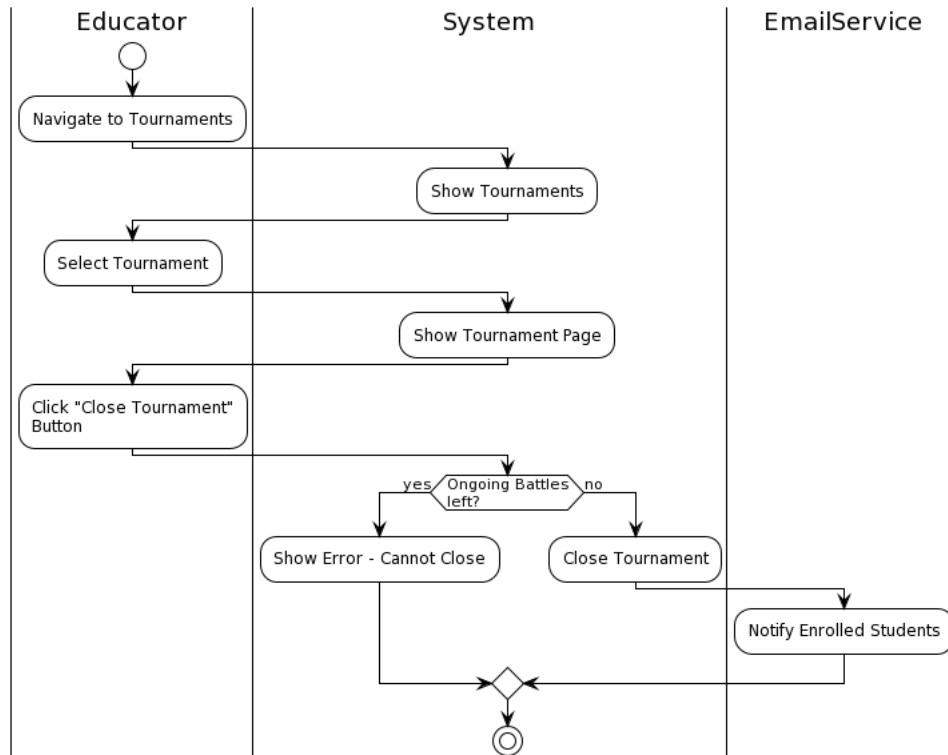 Educator
System
EmailService
Navigate to Tournaments
Show Tournaments
Select Tournament
Show Tournament Page
Click "Close Tournament"
Button
yes
Ongoing Battles
left?
no
Show Error - Cannot Close
Close Tournament
Notify Enrolled Students